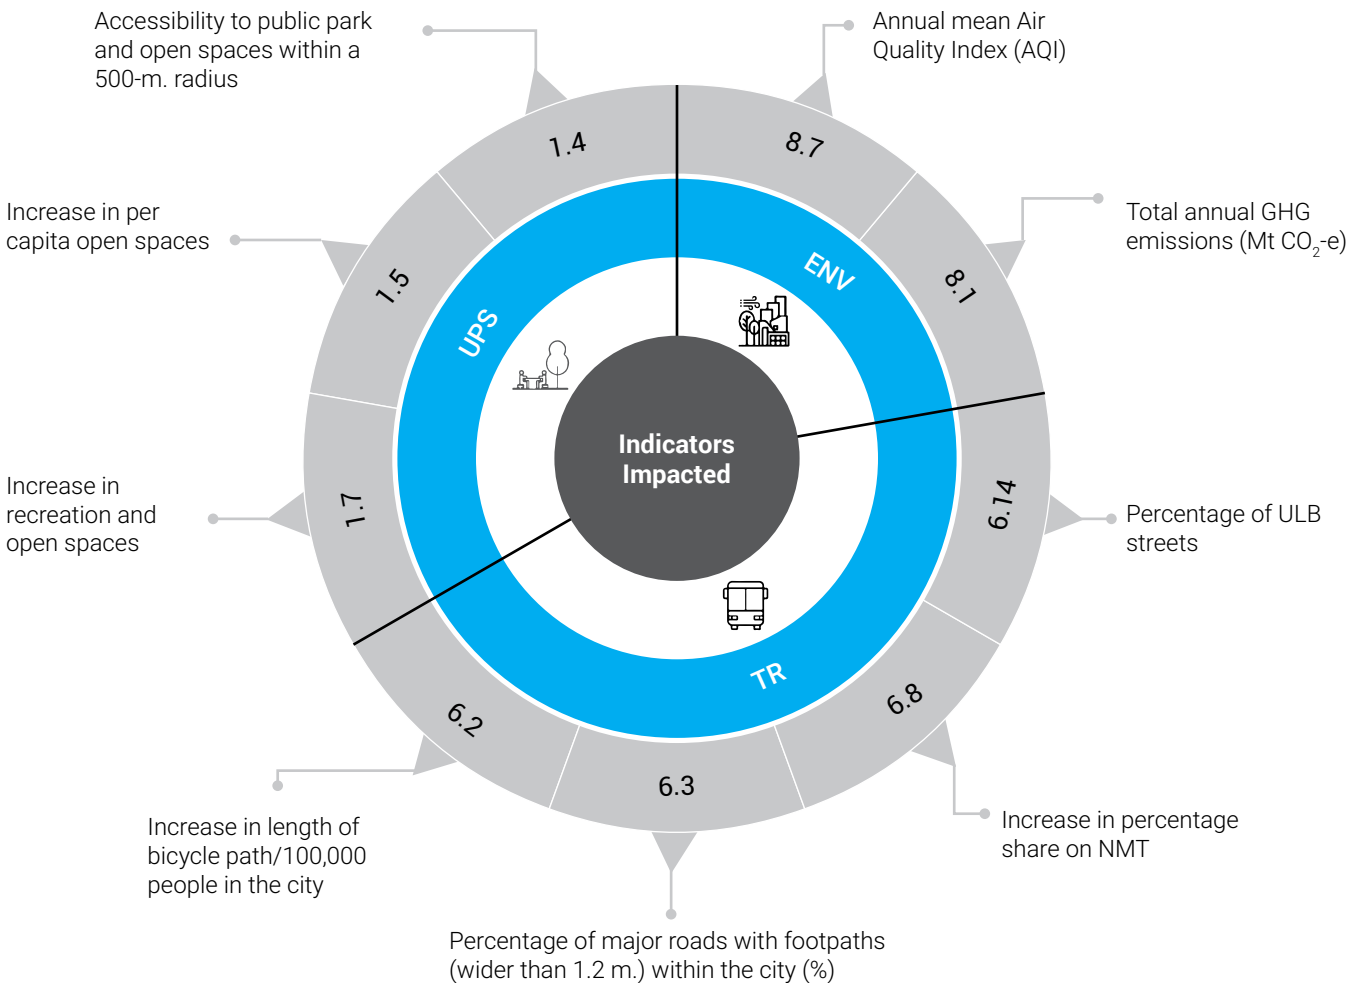 Accessibility to public park
and open spaces within a
500-m. radius
Annual mean Air
Quality Index (AQI)
1.4
8.7
Increase in per
capita open spaces
Total annual GHG
emissions (Mt CO₂-e)
1.5
8.1
UPS
ENV
Indicators
Impacted
Increase in
recreation and
open spaces
1.7
6.14
Percentage of ULB
streets
TR
6.2
6.3
6.8
Increase in length of
bicycle path/100,000
people in the city
Increase in percentage
share on NMT
Percentage of major roads with footpaths
(wider than 1.2 m.) within the city (%)